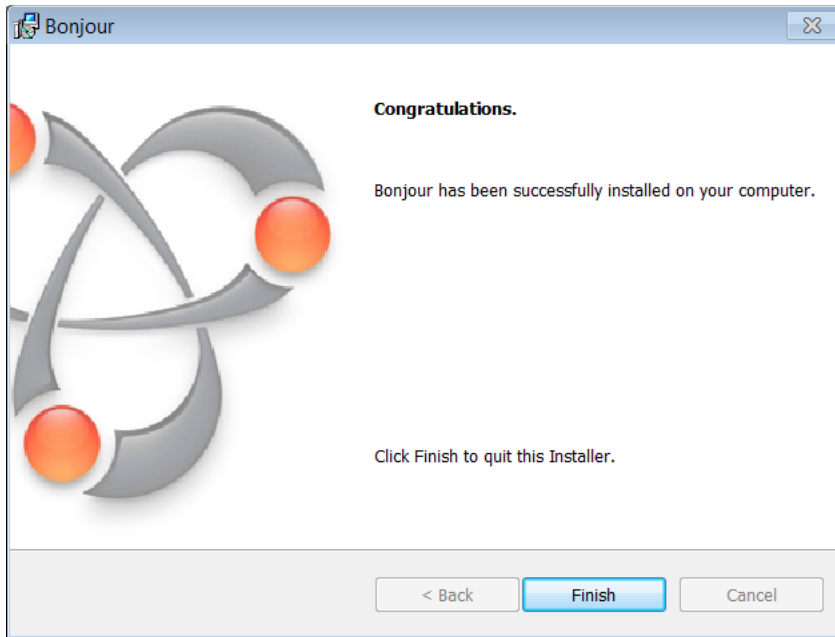 Bonjour
Congratulations.
Bonjour has been successfully installed on your computer.
Click Finish to quit this Installer.
< Back
Finish
Cancel